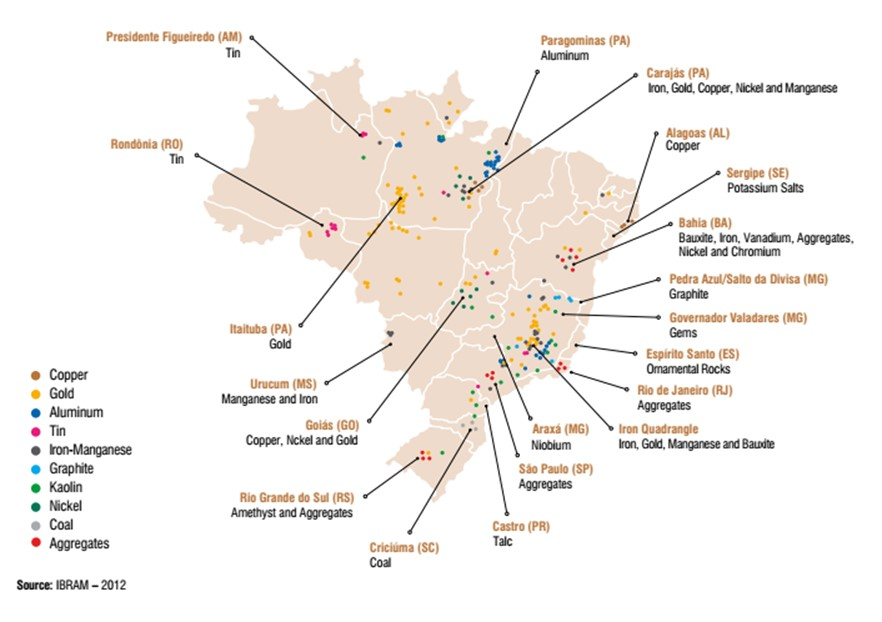 Presidente Figueiredo (AM)
Tin
Paragominas (PA)
Aluminum
Carajás (PA)
Iron, Gold, Copper, Nickel and Manganese
Rondônia (RO)
Tin
Alagoas (AL)
Copper
Sergipe (SE)
Potassium Salts
Bahia (BA)
Bauxite, Iron, Vanadium, Aggregates,
Nickel and Chromium
Pedra Azul/Salto da Divisa (MG)
Graphite
Governador Valadares (MG)
Gems
Itaituba (PA)
Gold
Espírito Santo (ES)
Ornamental Rocks
Urucum (MS)
Manganese and Iron
Rio de Janeiro (RJ)
Aggregates
Goiás (GO)
Copper, Nckel and Gold
Araxá (MG)
Niobium
Iron Quadrangle
Iron, Gold, Manganese and Bauxite
São Paulo (SP)
Aggregates
Rio Grande do Sul (RS)
Amethyst and Aggregates
Castro (PR)
Talc
Criciúma (SC)
Coal
Copper
Gold
Aluminum
Tin
Iron-Manganese
Graphite
Kaolin
Nickel
Coal
Aggregates
Source: IBRAM – 2012